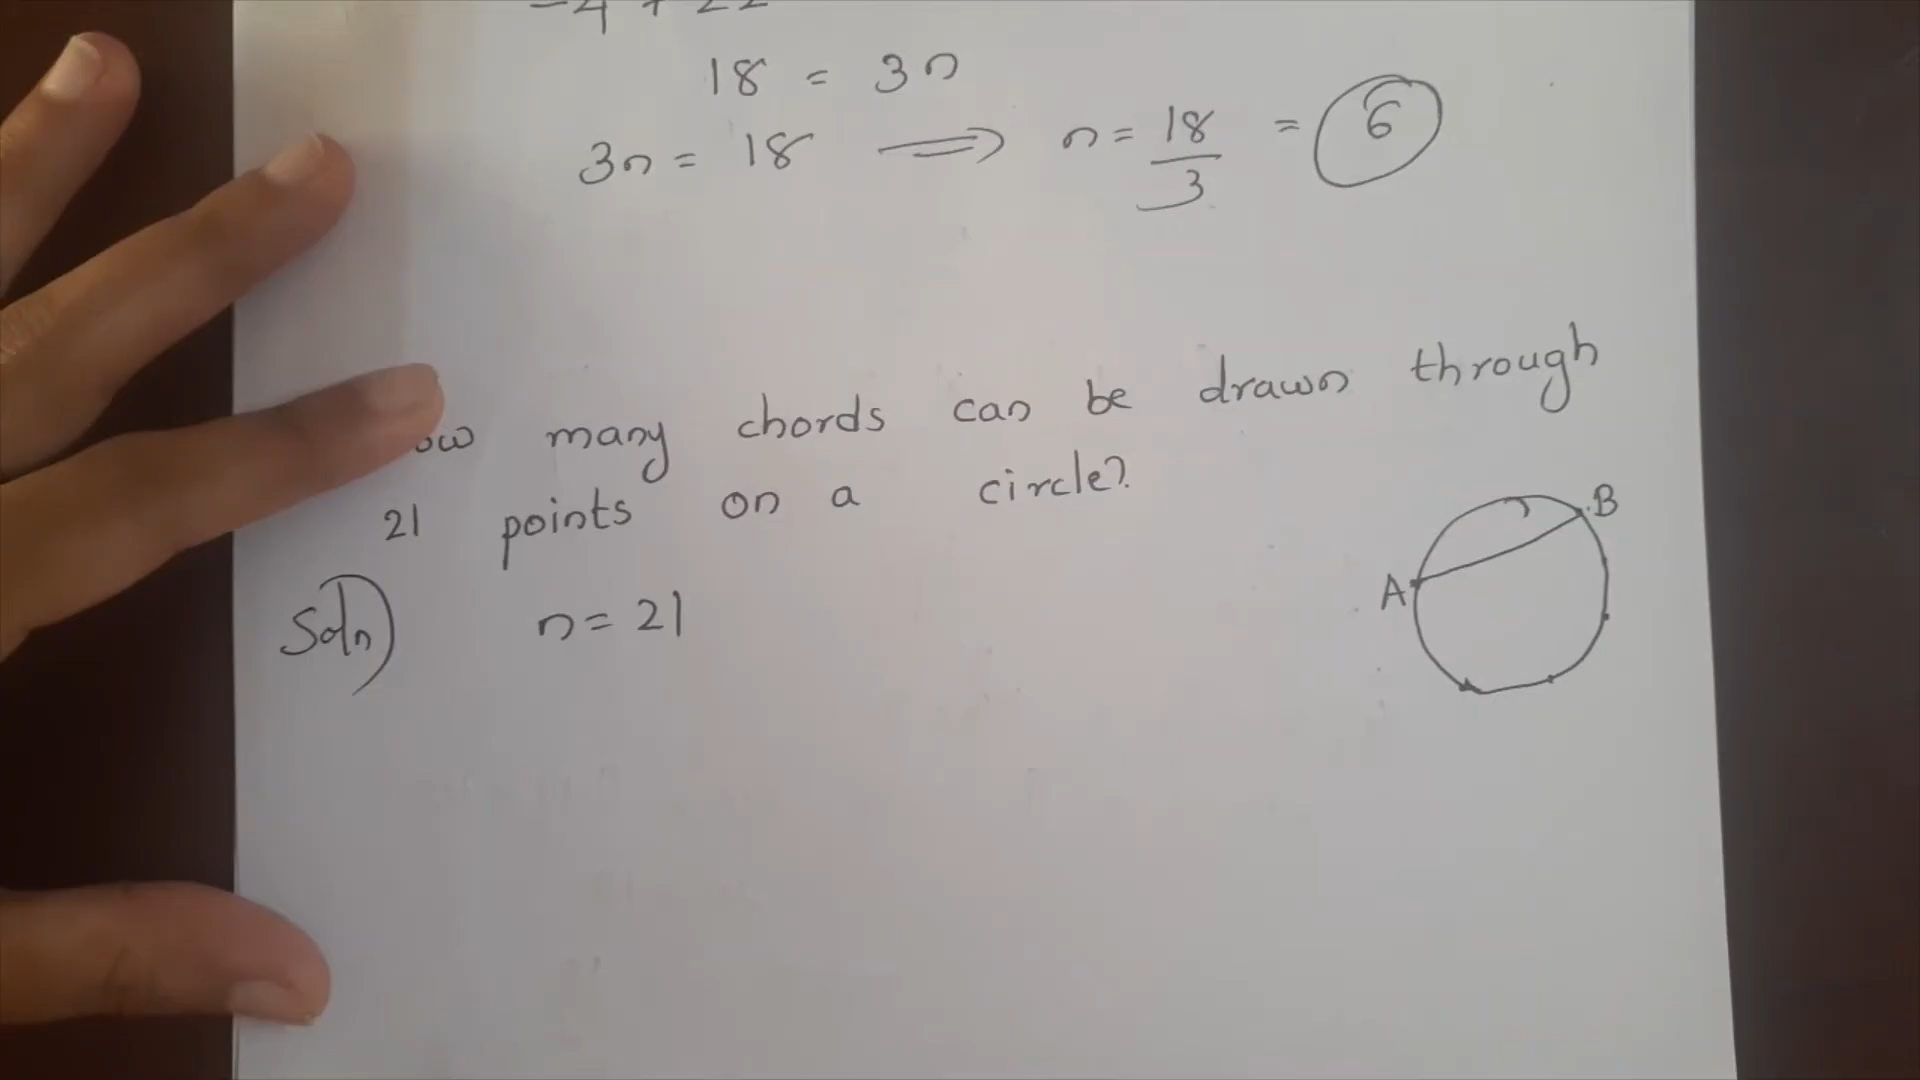 18 = 3n
3n = 18 ⟹ n = 18/3 = 6
many chords can be drawn through
21 points on a circle?
Soln) n = 21
A
B